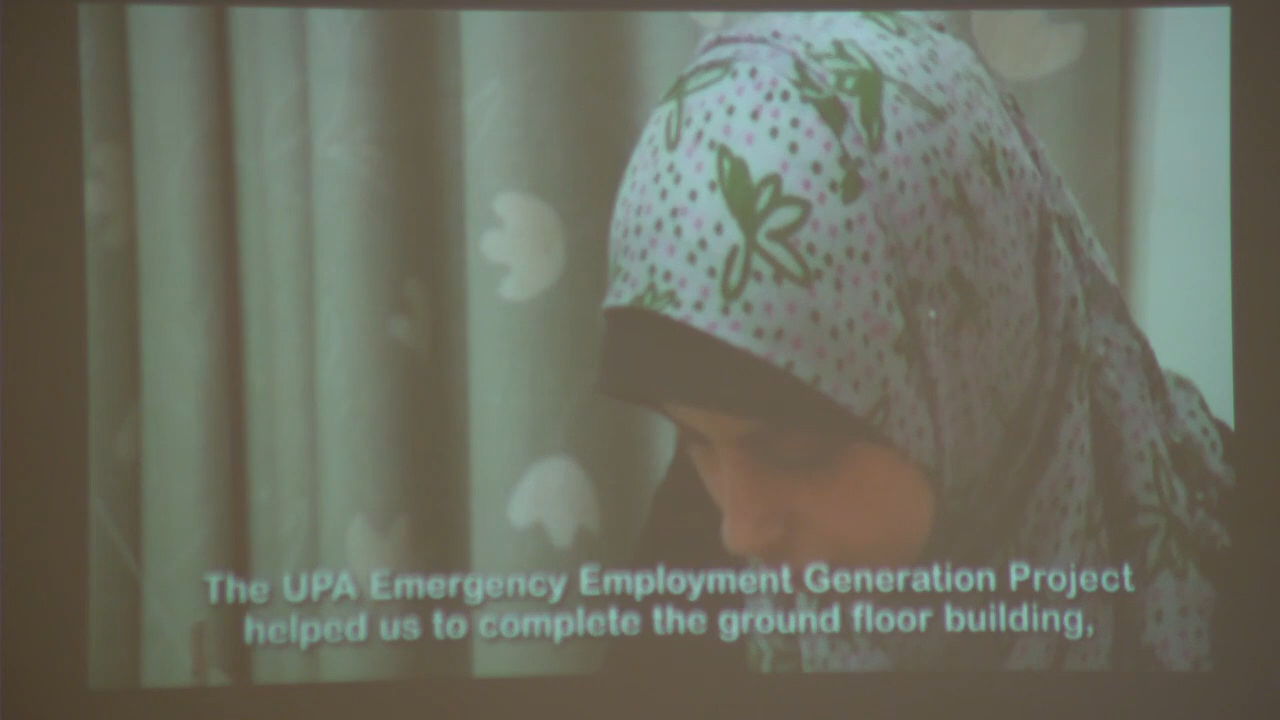 The UPA Emergency Employment Generation Project
helped us to complete the ground floor building,